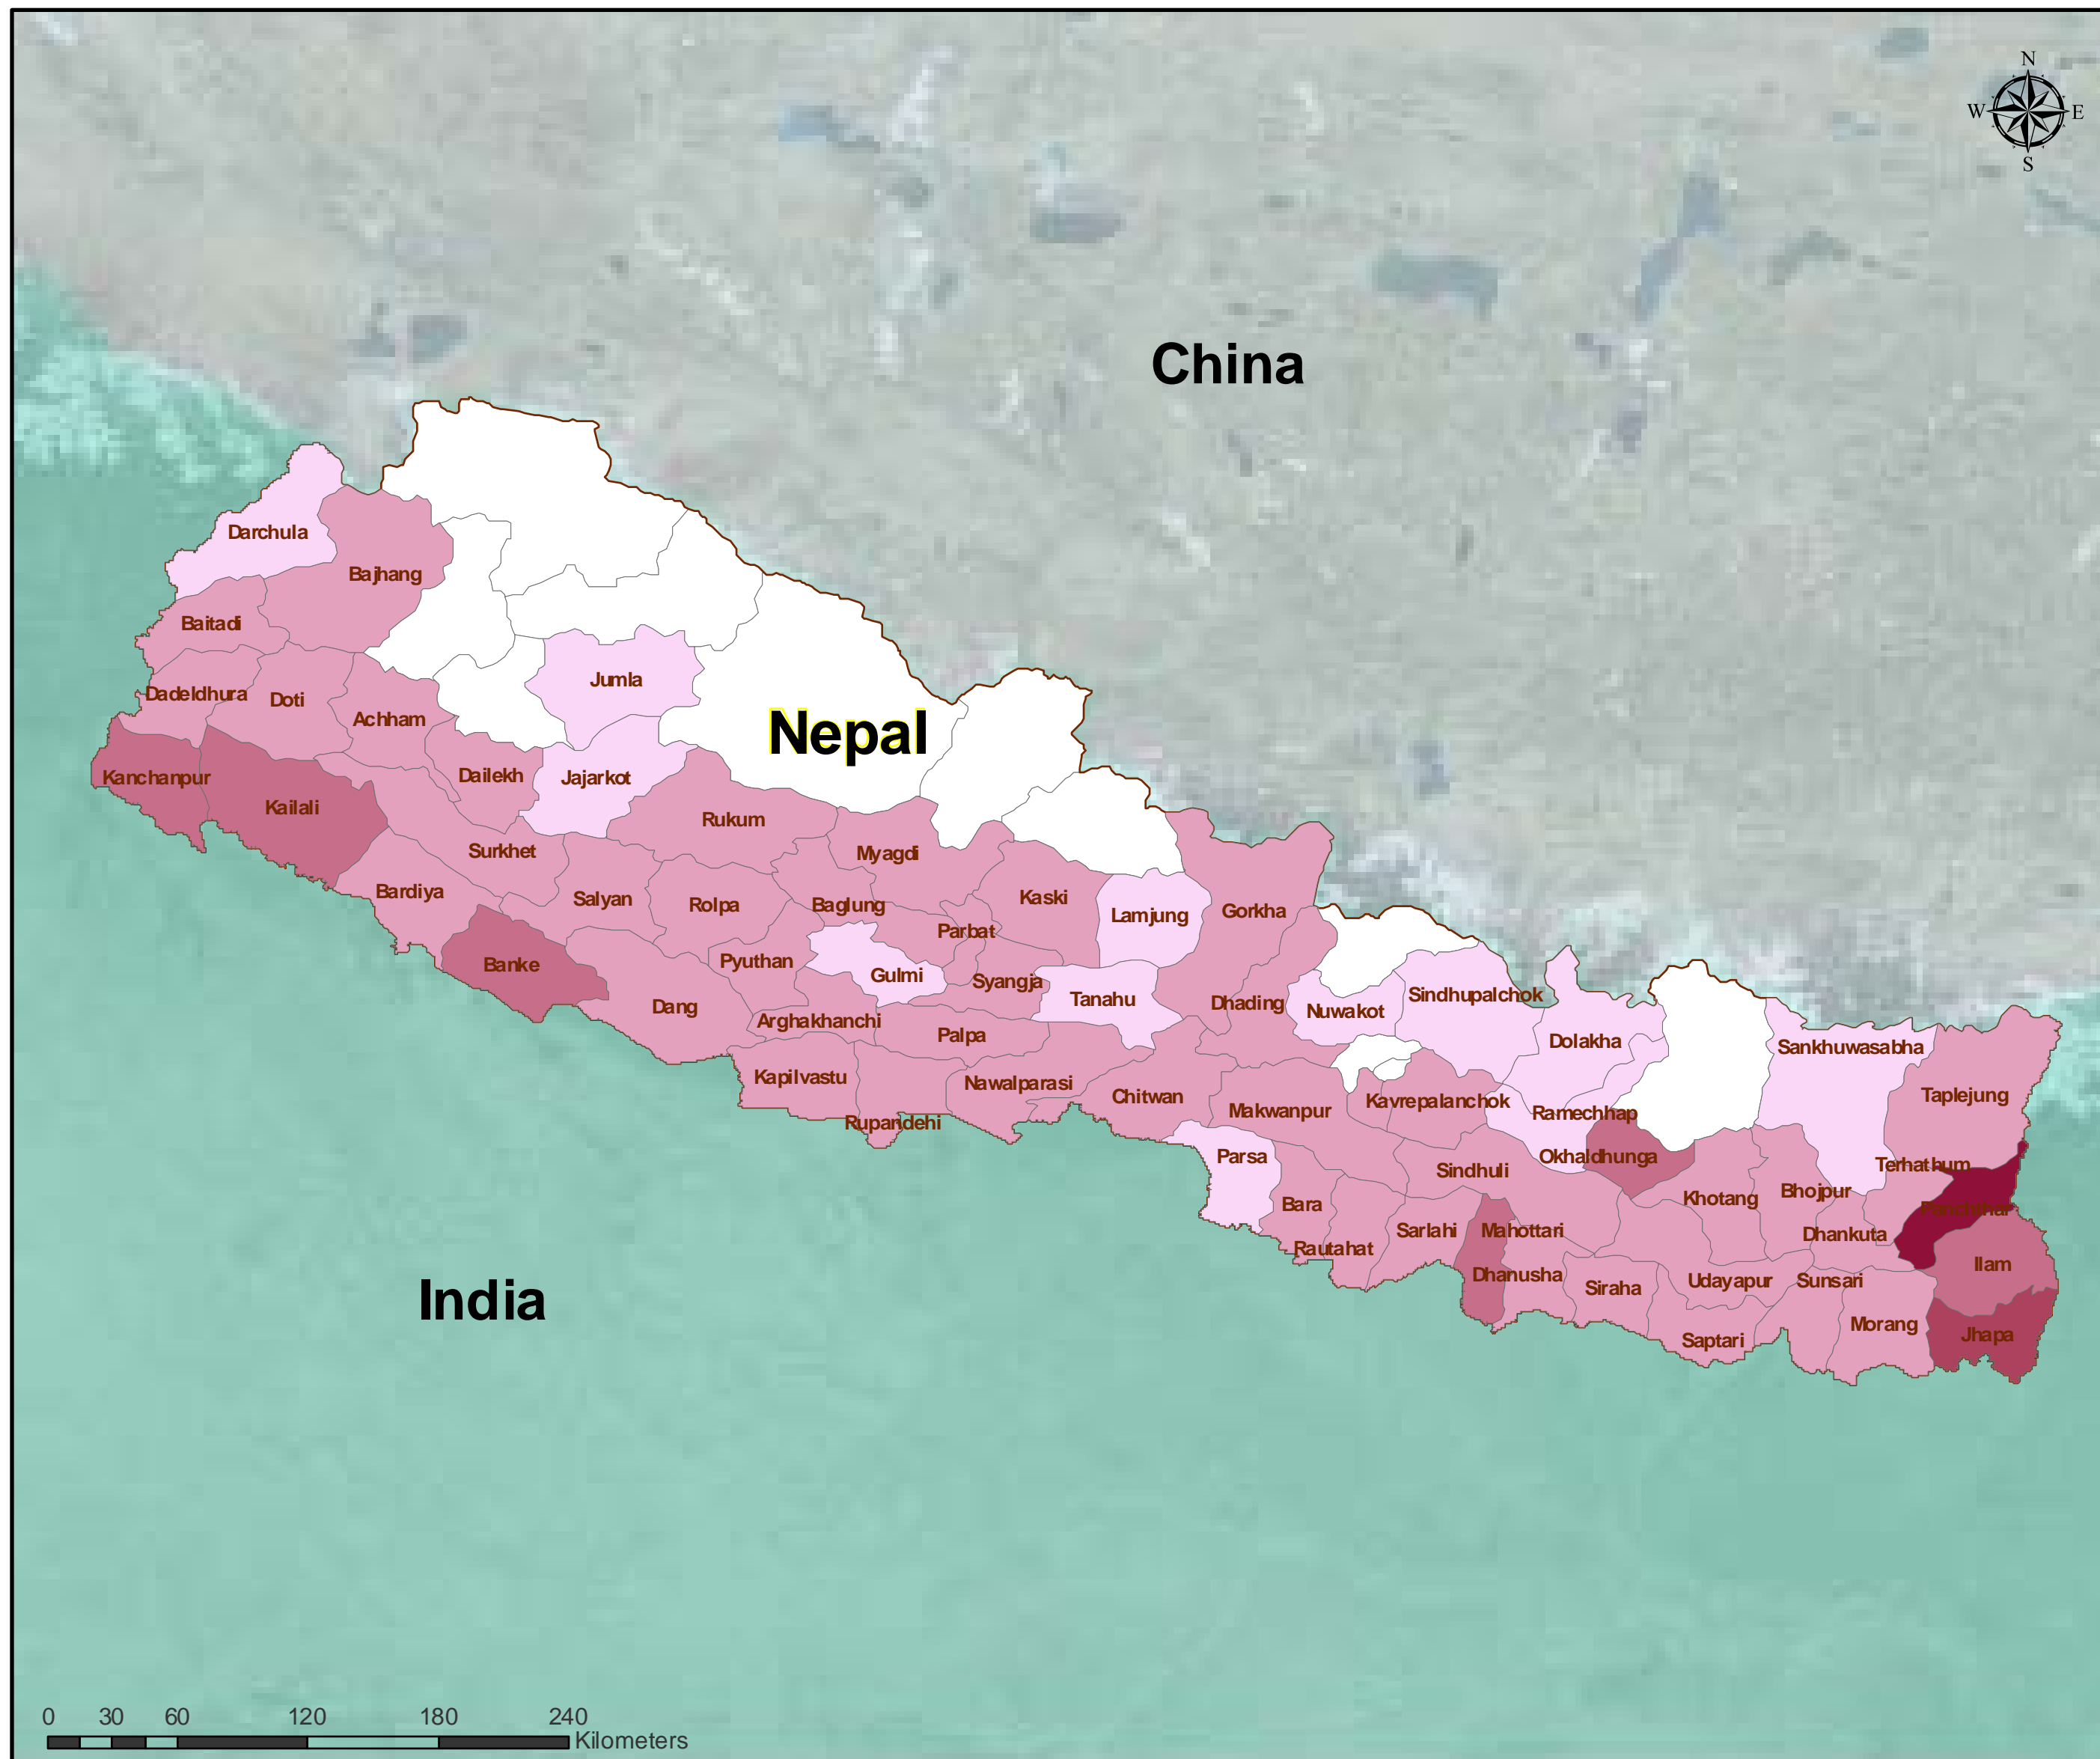 N
W E
S
China
Darchula
Bajhang
Baitadi
Jumla
Dadeldhura
Doti
Achham
Nepal
Kanchanpur
Dailekh
Jajarkot
Kailali
Rukum
Surkhet
Myagdi
Bardiya
Salyan
Rolpa
Baglung
Kaski
Lamjung
Gorkha
Parbat
Banke
Pyuthan
Gulmi
Syangja
Tanahu
Dhading
Nuwakot
Sindhupalchok
Dang
Arghakhanchi
Palpa
Dolakha
Sankhuwasabha
Kapilvastu
Nawalparasi
Chitwan
Makwanpur
Kavrepalanchok
Ramechhap
Taplejung
Rupandehi
Parsa
Sindhuli
Okhaldhunga
Terhathum
Khotang
Bhojpur
Panchthar
Bara
Rautahat
Sarlahi
Mahottari
Dhankuta
Dhanusha
Siraha
Udayapur
Sunsari
Ilam
India
Saptari
Morang
Jhapa
0 30 60 120 180 240
Kilometers